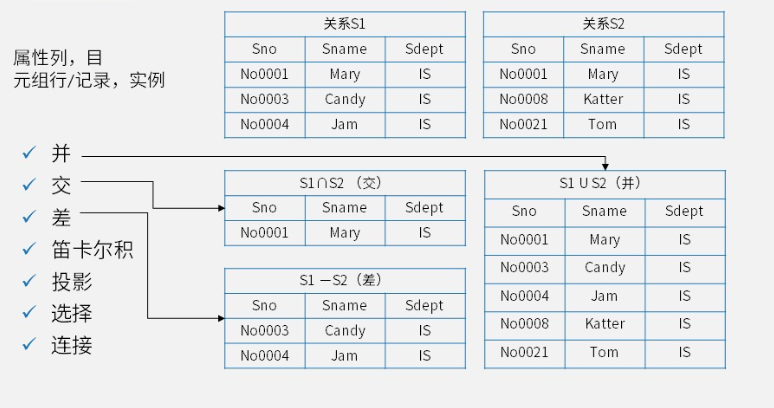 属性列，目
元组行/记录，实例
并
交
差
笛卡尔积
投影
选择
连接
关系S1
Sno Sname Sdept
No0001 Mary IS
No0003 Candy IS
No0004 Jam IS
关系S2
Sno Sname Sdept
No0001 Mary IS
No0008 Katter IS
No0021 Tom IS
S1∩S2 （交）
Sno Sname Sdept
No0001 Mary IS
S1 －S2（差）
Sno Sname Sdept
No0003 Candy IS
No0004 Jam IS
S1 U S2（并）
Sno Sname Sdept
No0001 Mary IS
No0003 Candy IS
No0004 Jam IS
No0008 Katter IS
No0021 Tom IS